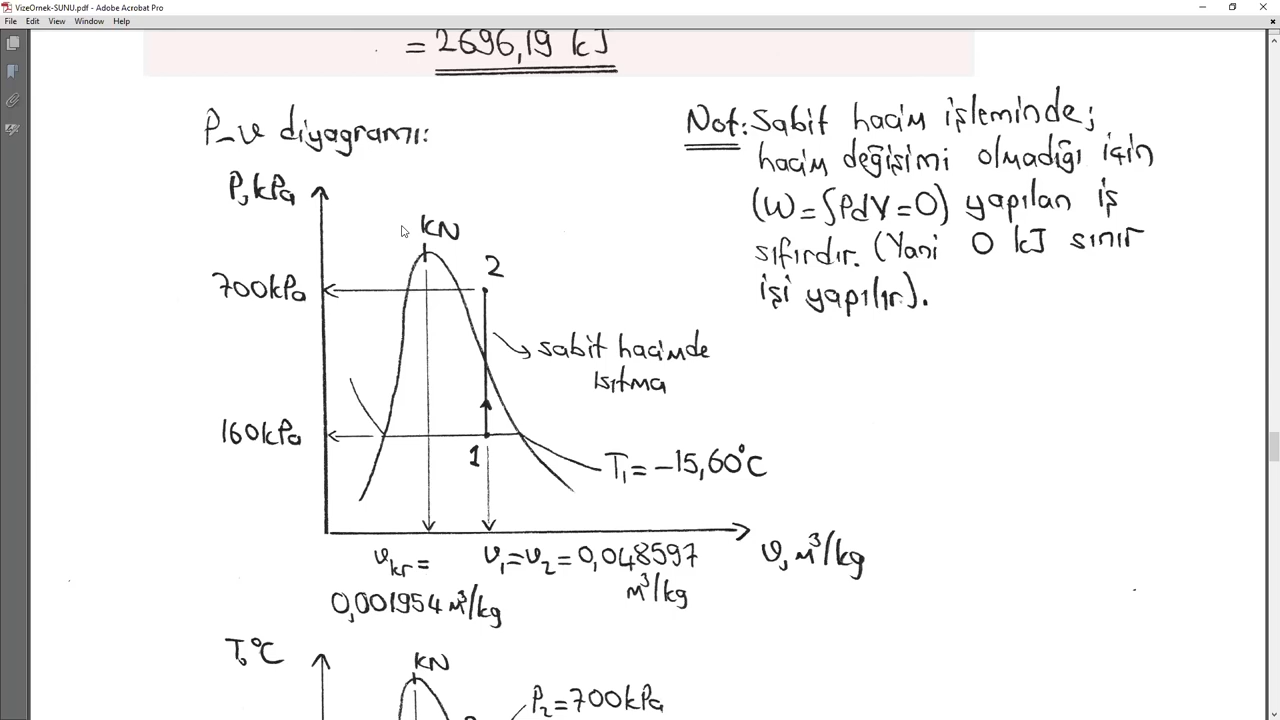 VizeOrnek-SUNU.pdf - Adobe Acrobat Pro
File Edit View Window Help
= 2696,19 kJ
P-v diyagramı:
P, kPa
KN
2
700kPa
sabit hacimde
ısıtma
160kPa
1
T₁ = -15,60°C
v_kr =
0,001954 m³/kg
v₁ = v₂ = 0,048597
m³/kg
v, m³/kg
Not: Sabit hacim işleminde;
hacim değişimi olmadığı için
(W = ∫PdV = 0) yapılan iş
sıfırdır. (Yani 0 kJ sınır
işi yapılır).
T, °C
KN
P₂ = 700kPa